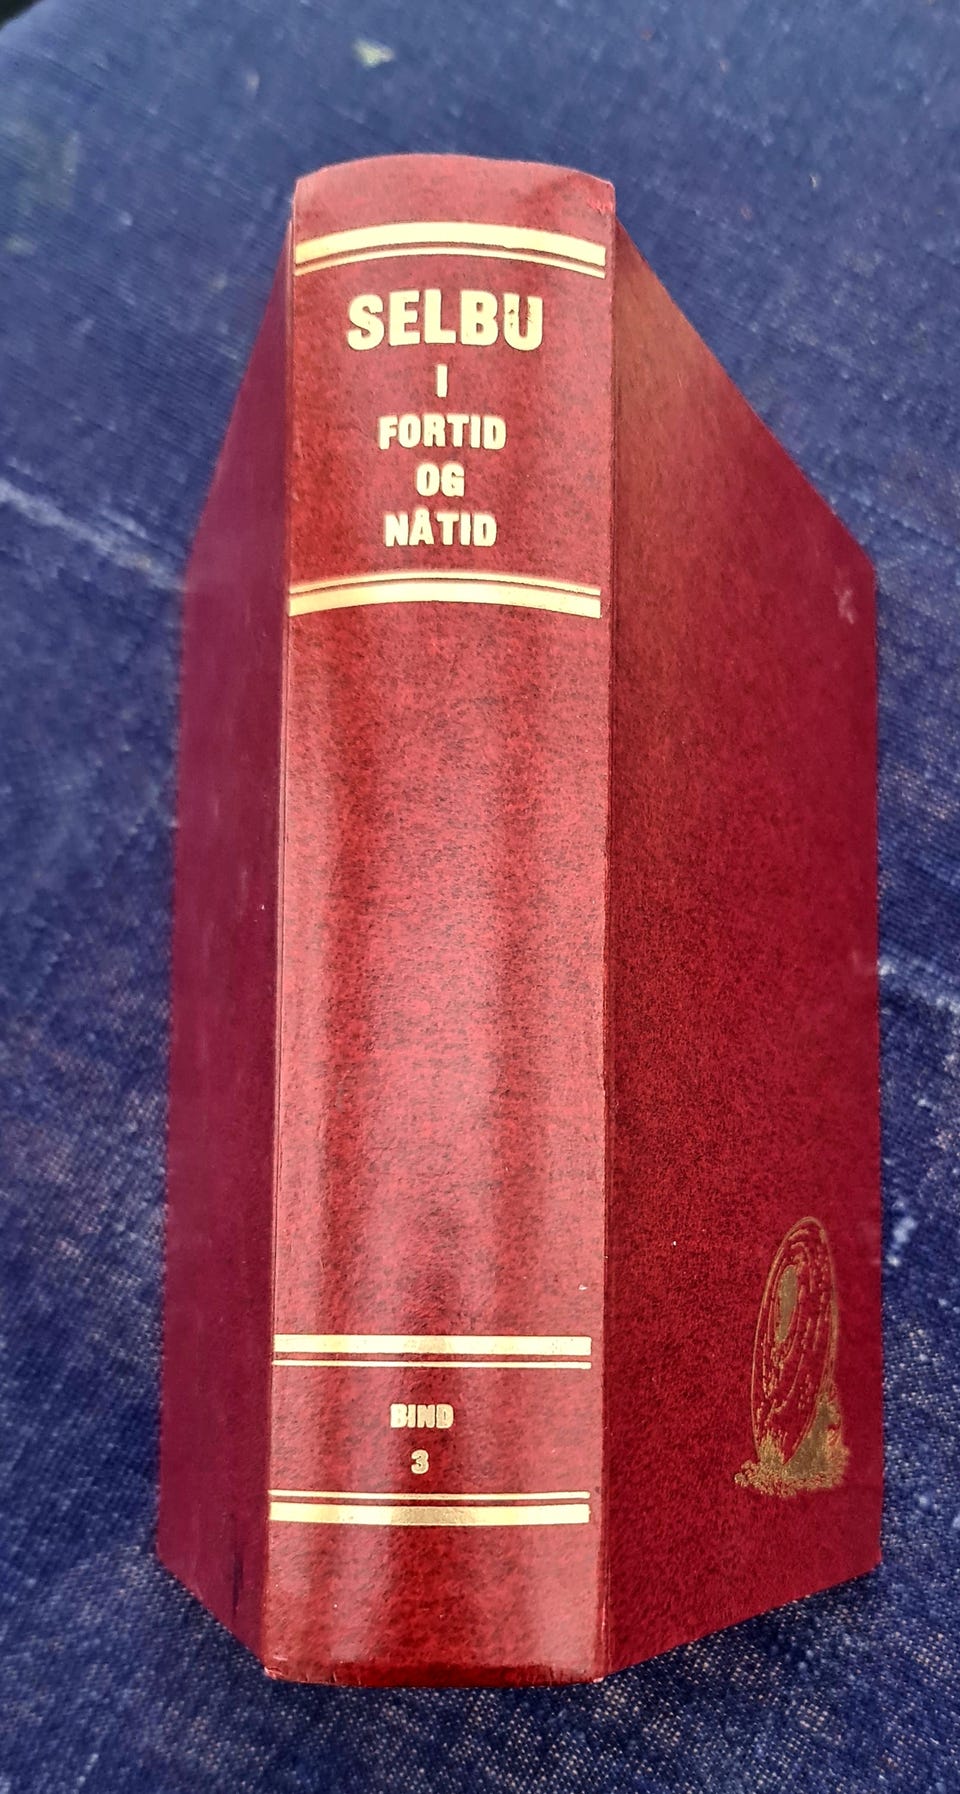 SELBU
I
FORTID
OG
NÅTID
BIND
3